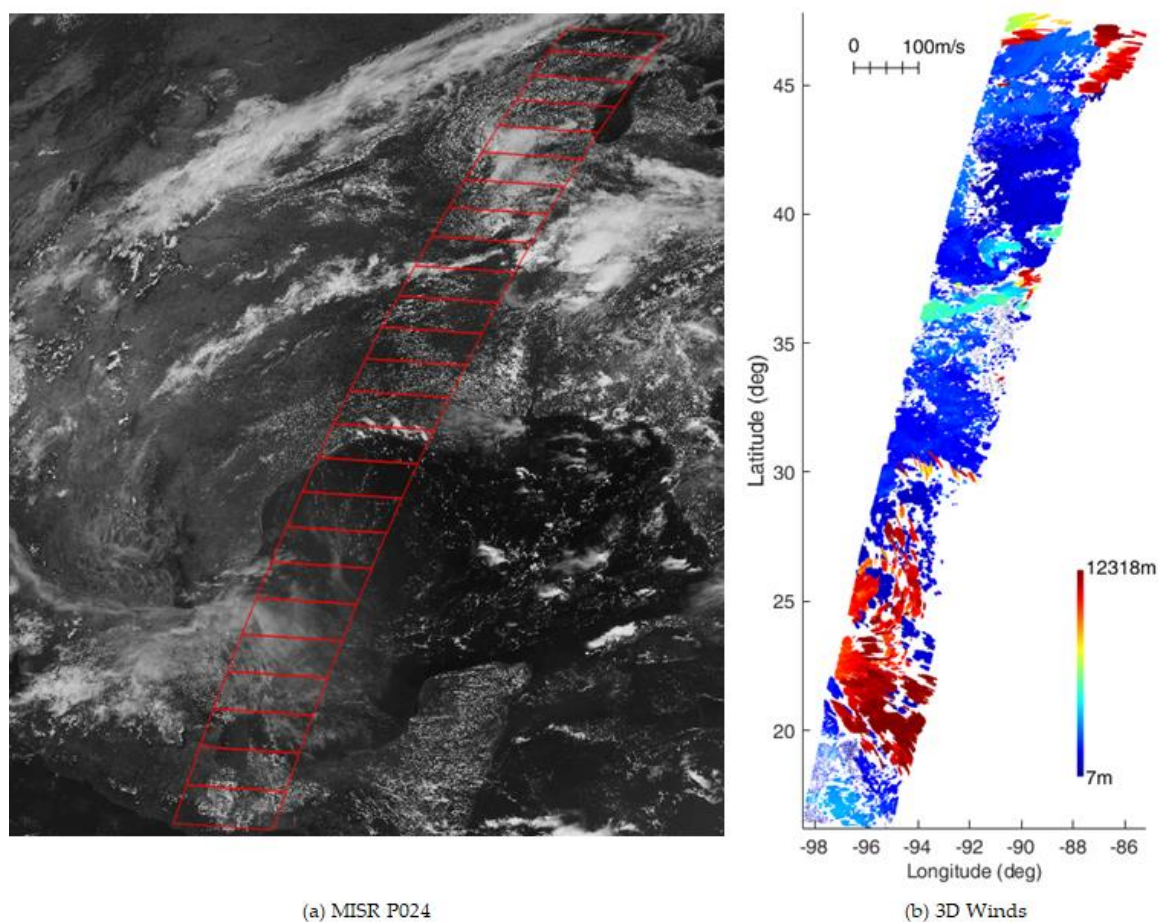 0 100m/s
45
40
35
30
25
20
Latitude (deg)
12318m
7m
-98 -96 -94 -92 -90 -88 -86
Longitude (deg)
(a) MISR P024
(b) 3D Winds